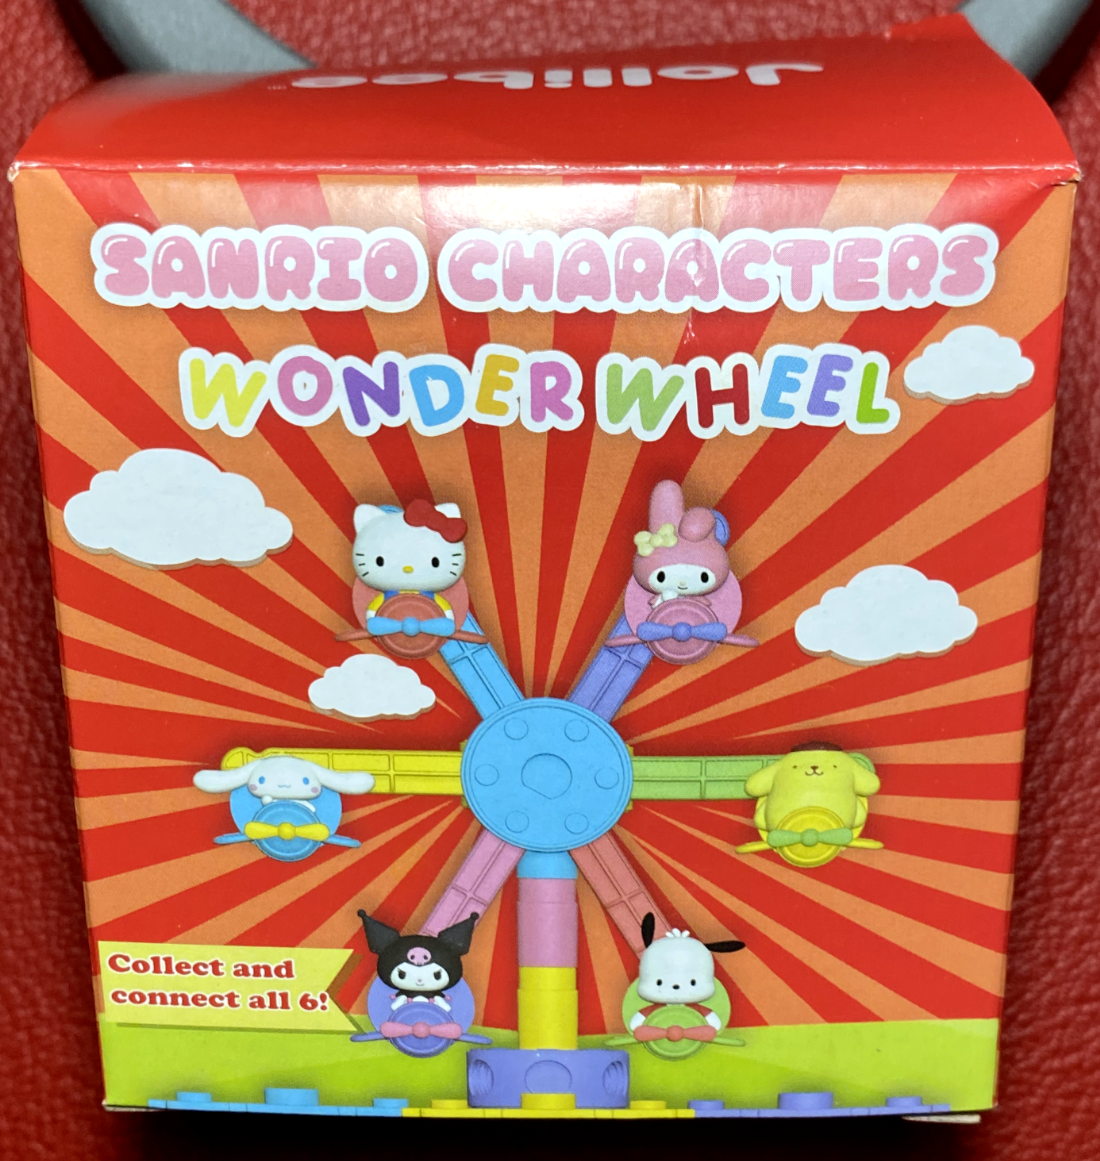 Jollibee
SANRIO CHARACTERS
WONDER WHEEL
Collect and
connect all 6!